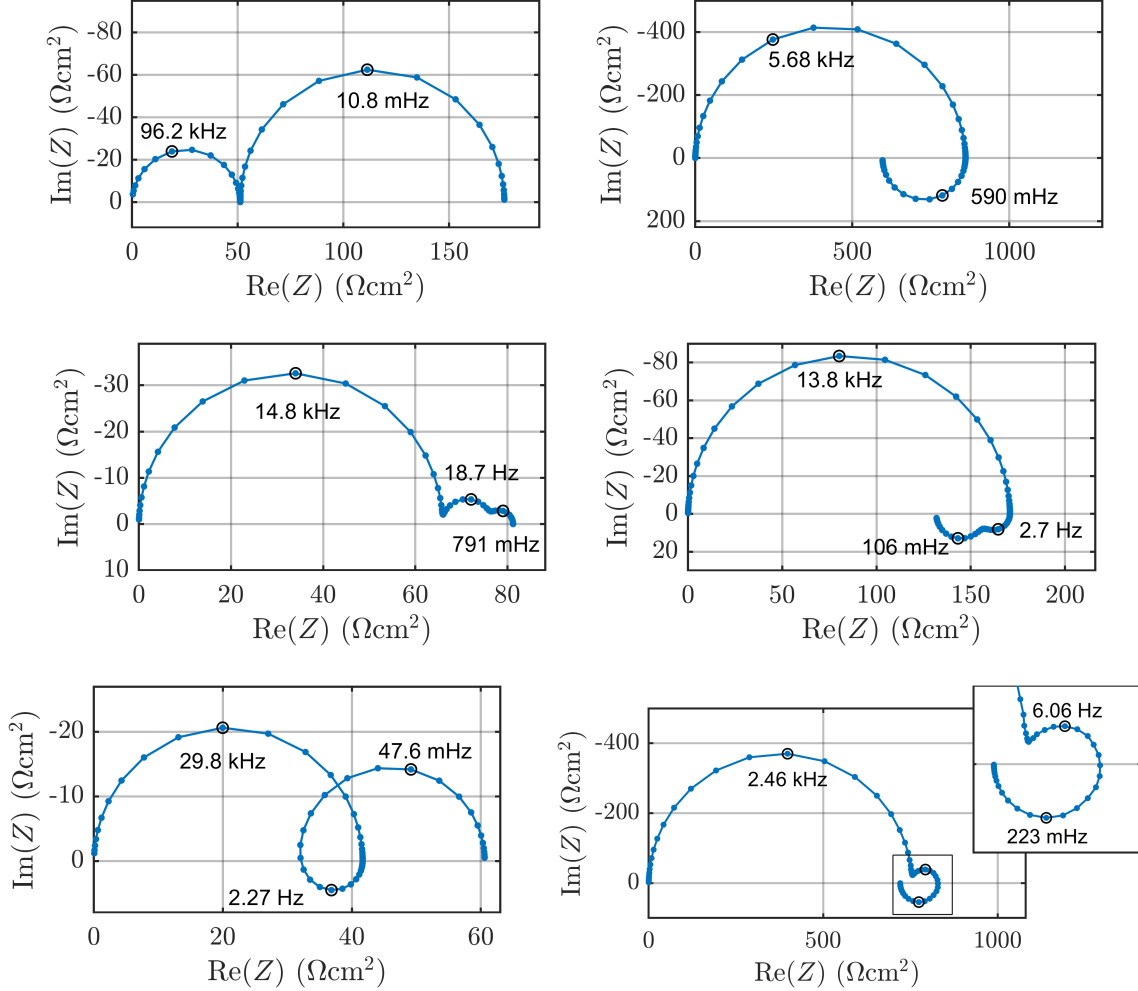 -80
-60
-40
-20
0
Im(Z) (Ωcm²)
96.2 kHz
10.8 mHz
0 50 100 150
Re(Z) (Ωcm²)
-400
-200
0
200
Im(Z) (Ωcm²)
5.68 kHz
590 mHz
0 500 1000
Re(Z) (Ωcm²)
-30
-20
-10
0
10
Im(Z) (Ωcm²)
14.8 kHz
18.7 Hz
791 mHz
0 20 40 60 80
Re(Z) (Ωcm²)
-80
-60
-40
-20
0
20
Im(Z) (Ωcm²)
13.8 kHz
2.7 Hz
106 mHz
0 50 100 150 200
Re(Z) (Ωcm²)
-20
-10
0
Im(Z) (Ωcm²)
29.8 kHz
47.6 mHz
2.27 Hz
0 20 40 60
Re(Z) (Ωcm²)
-400
-200
0
Im(Z) (Ωcm²)
2.46 kHz
6.06 Hz
223 mHz
0 500 1000
Re(Z) (Ωcm²)